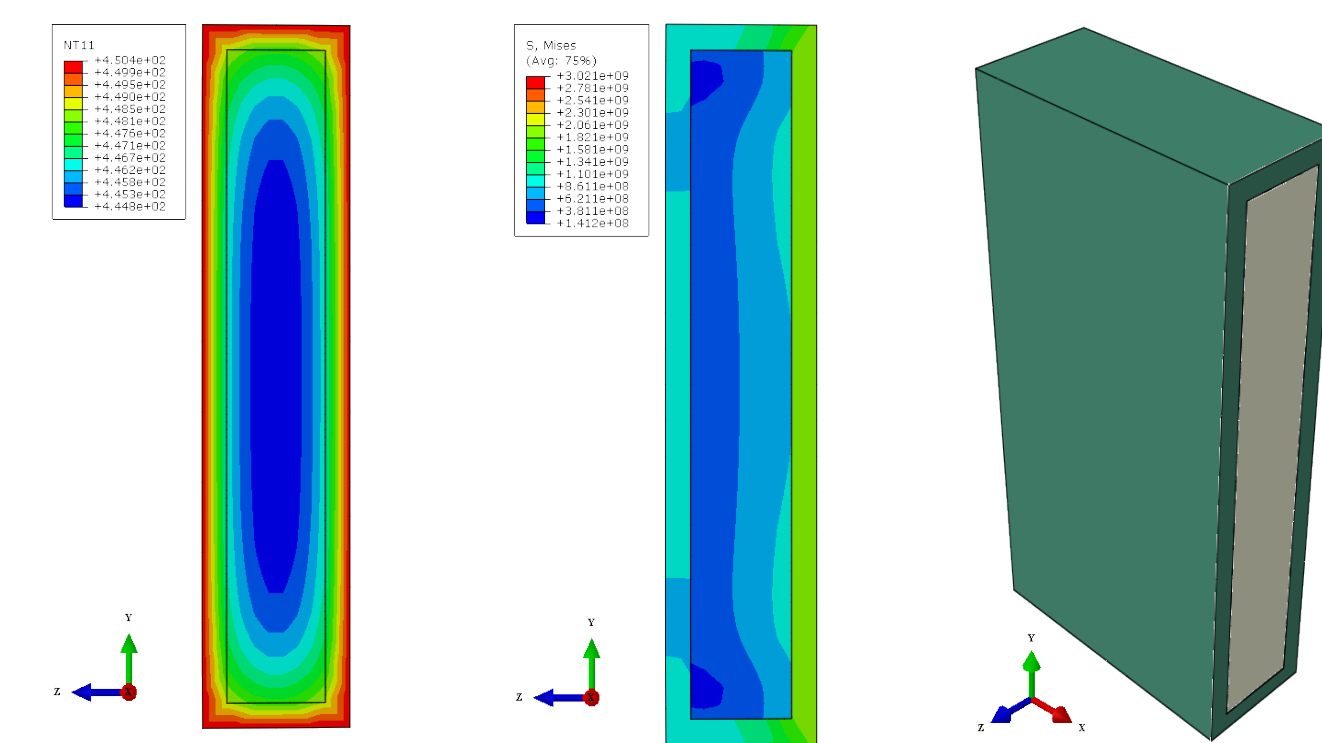 NT11
+4.504e+02
+4.499e+02
+4.495e+02
+4.490e+02
+4.485e+02
+4.481e+02
+4.476e+02
+4.471e+02
+4.467e+02
+4.462e+02
+4.458e+02
+4.453e+02
+4.448e+02
Y
Z
X
S, Mises
(Avg: 75%)
+3.021e+09
+2.781e+09
+2.541e+09
+2.301e+09
+2.061e+09
+1.821e+09
+1.581e+09
+1.341e+09
+1.101e+09
+8.611e+08
+6.211e+08
+3.811e+08
+1.412e+08
Y
Z
X
Y
Z
X